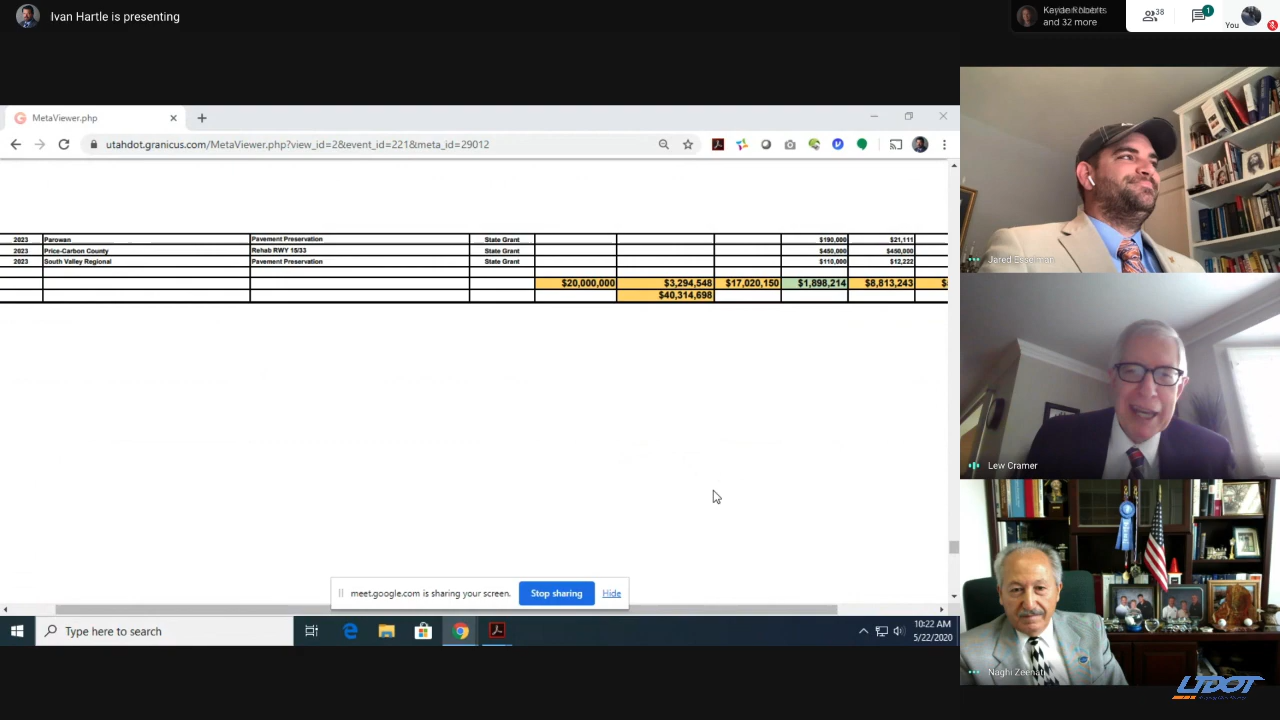 Ivan Hartle is presenting
and 32 more
38
1
You
MetaViewer.php
utahdot.granicus.com/MetaViewer.php?view_id=2&event_id=221&meta_id=29012
2023 Parowan Pavement Preservation State Grant $190,000 $21,111
2023 Price-Carbon County Rehab RWY 15/33 State Grant $450,000 $450,000
2023 South Valley Regional Pavement Preservation State Grant $110,000 $12,222
$20,000,000 $3,294,548 $17,020,150 $1,898,214 $8,813,243
$40,314,698
meet.google.com is sharing your screen. Stop sharing Hide
Type here to search
10:22 AM
5/22/2020
Jared Esselman
Lew Cramer
Naghi Zeenati
UDOT